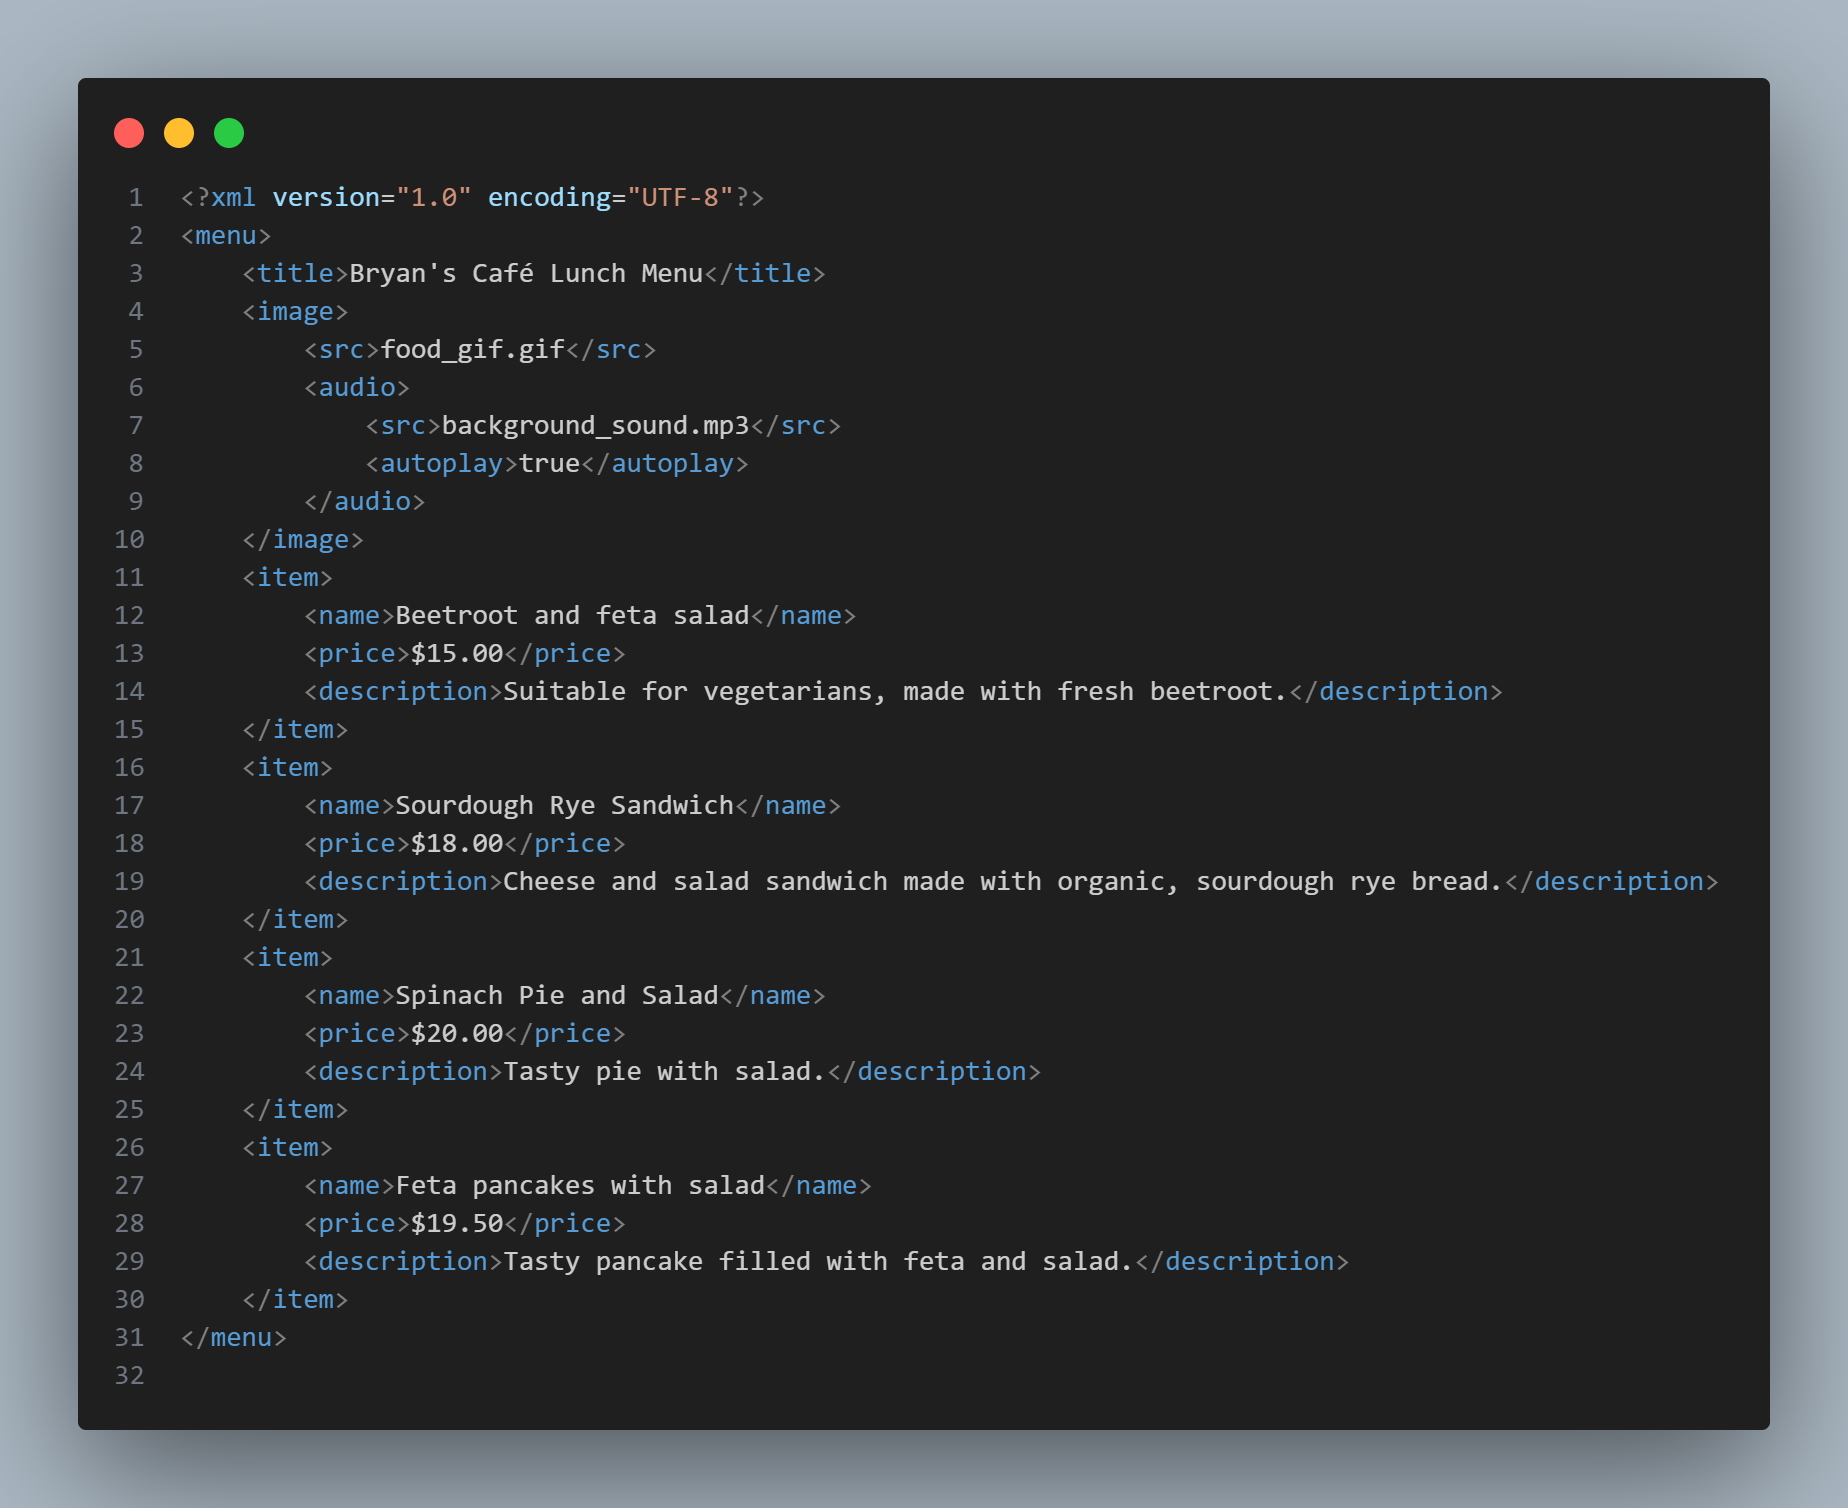 1 <?xml version="1.0" encoding="UTF-8"?>
2 <menu>
3     <title>Bryan's Café Lunch Menu</title>
4     <image>
5         <src>food_gif.gif</src>
6         <audio>
7             <src>background_sound.mp3</src>
8             <autoplay>true</autoplay>
9         </audio>
10     </image>
11     <item>
12         <name>Beetroot and feta salad</name>
13         <price>$15.00</price>
14         <description>Suitable for vegetarians, made with fresh beetroot.</description>
15     </item>
16     <item>
17         <name>Sourdough Rye Sandwich</name>
18         <price>$18.00</price>
19         <description>Cheese and salad sandwich made with organic, sourdough rye bread.</description>
20     </item>
21     <item>
22         <name>Spinach Pie and Salad</name>
23         <price>$20.00</price>
24         <description>Tasty pie with salad.</description>
25     </item>
26     <item>
27         <name>Feta pancakes with salad</name>
28         <price>$19.50</price>
29         <description>Tasty pancake filled with feta and salad.</description>
30     </item>
31 </menu>
32